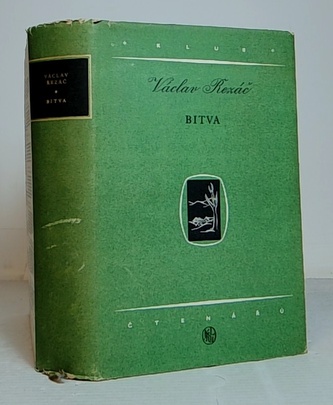 VÁCLAV
ŘEZÁČ
BITVA
KLUB
Václav Řezáč
BITVA
ČTENÁŘŮ